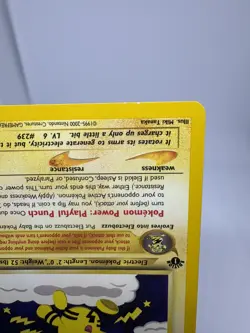 Electric Pokémon. Length: 2' 0", Weight: 52 lbs
Evolves into Electabuzz
Put Electabuzz on the Baby Pok
Pokémon Power: Playful Punch Once duri
turn (before your attack), you may flip a coin. If heads, do
to your opponent's Active Pokémon (Apply Weakness and
Resistance. Either way, this ends your turn. This power c
if Elekid is Asleep, Confused, or Paralyzed.
weakness
resistance
It rotates its arms to generate electricity, but it
it charges up only a little bit. LV. 6 #239
Illus. Miki Tanaka
©1995, 2000 Nintendo, Creatures, GAMEFREAK